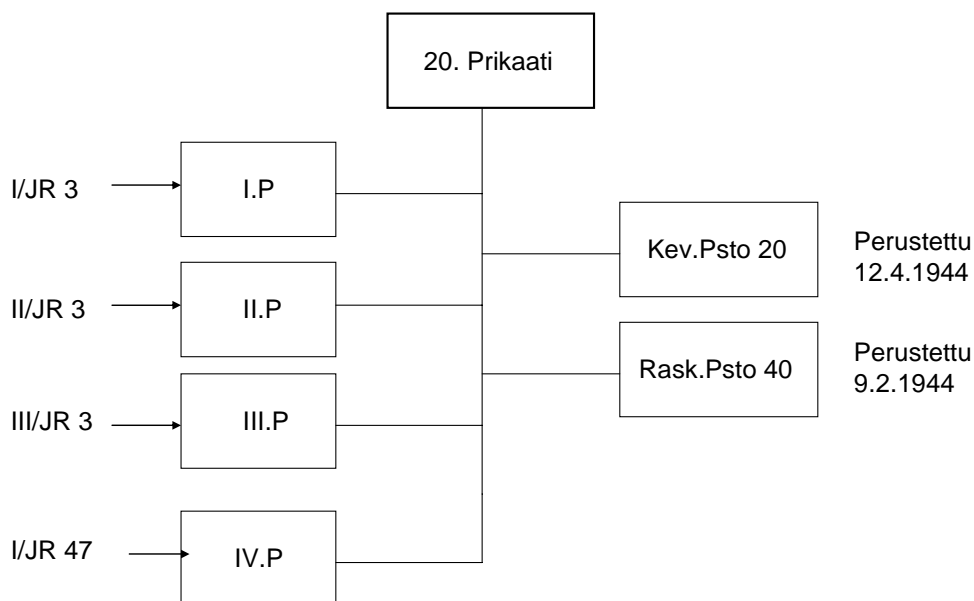 20. Prikaati
I/JR 3
I.P
Kev.Psto 20
Perustettu
12.4.1944
II/JR 3
II.P
Rask.Psto 40
Perustettu
9.2.1944
III/JR 3
III.P
I/JR 47
IV.P